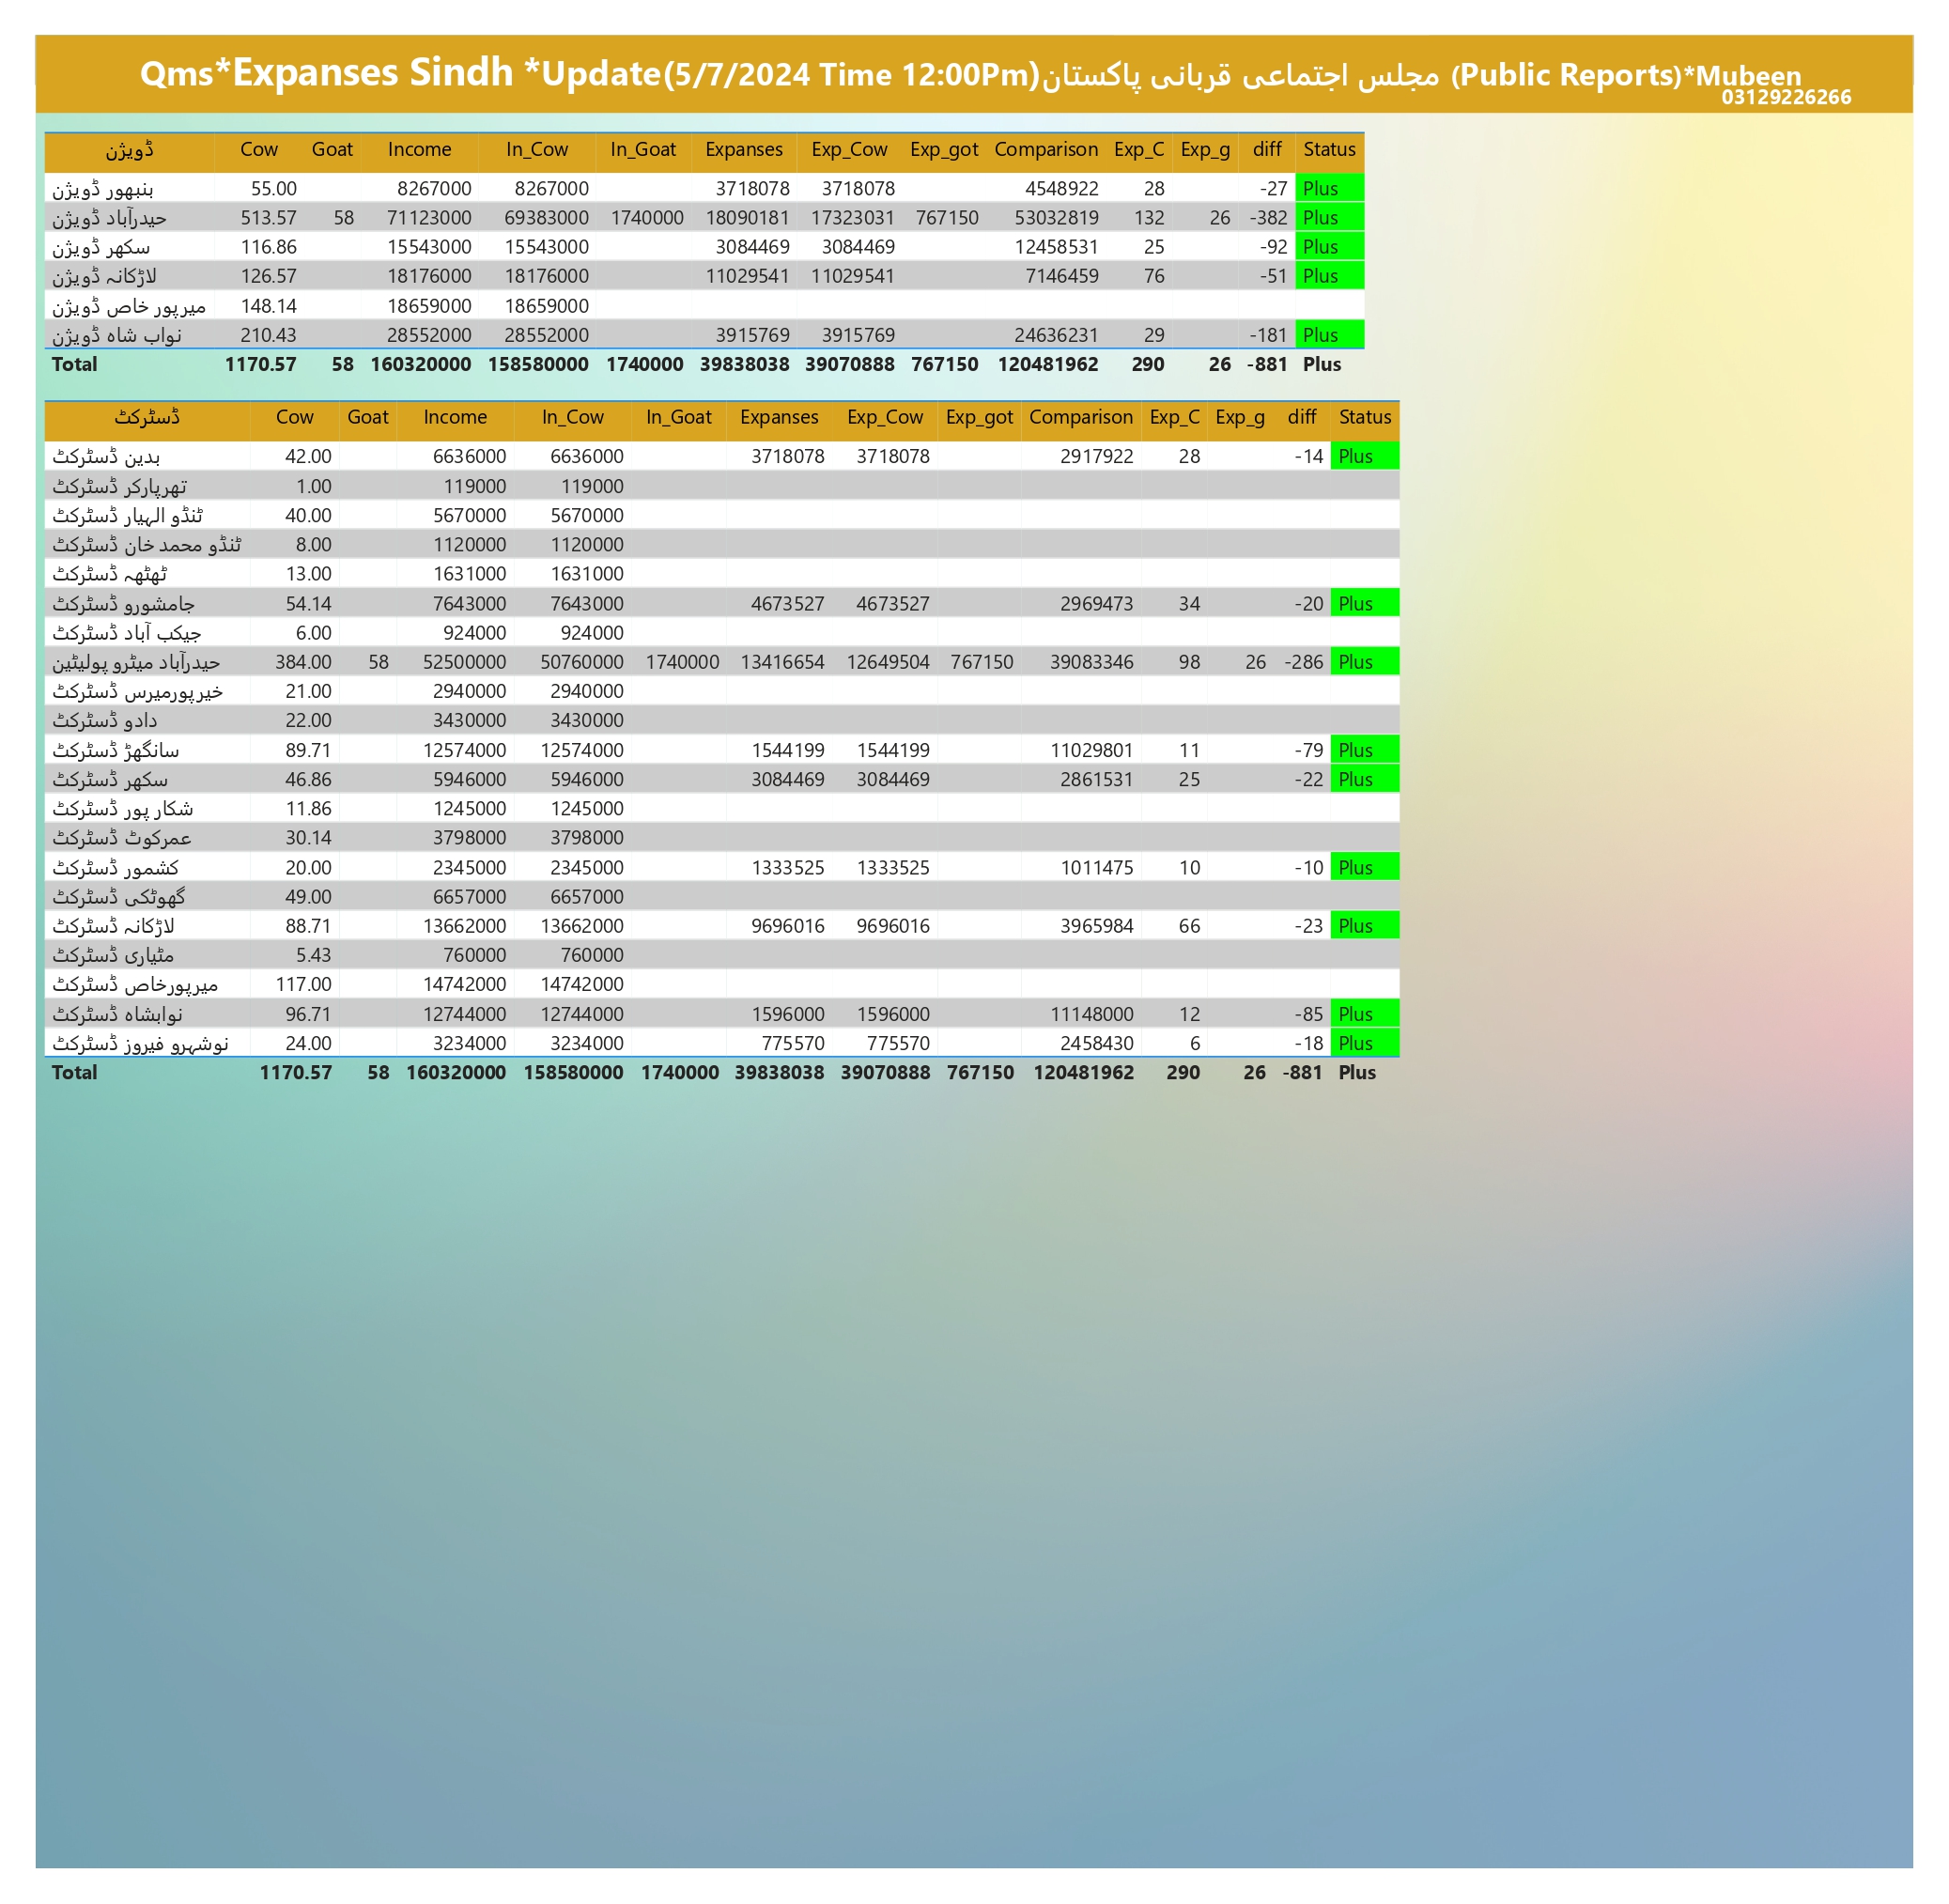 Qms*Expanses Sindh *Update(5/7/2024 Time 12:00Pm)مجلس اجتماعی قربانی پاکستان (Public Reports)*Mubeen
03129226266
ڈویژن Cow Goat Income In_Cow In_Goat Expanses Exp_Cow Exp_got Comparison Exp_C Exp_g diff Status
بنبھور ڈویژن 55.00 8267000 8267000 3718078 3718078 4548922 28 -27 Plus
حیدرآباد ڈویژن 513.57 58 71123000 69383000 1740000 18090181 17323031 767150 53032819 132 26 -382 Plus
سکھر ڈویژن 116.86 15543000 15543000 3084469 3084469 12458531 25 -92 Plus
لاڑکانہ ڈویژن 126.57 18176000 18176000 11029541 11029541 7146459 76 -51 Plus
میرپور خاص ڈویژن 148.14 18659000 18659000
نواب شاہ ڈویژن 210.43 28552000 28552000 3915769 3915769 24636231 29 -181 Plus
Total 1170.57 58 160320000 158580000 1740000 39838038 39070888 767150 120481962 290 26 -881 Plus
ڈسٹرکٹ Cow Goat Income In_Cow In_Goat Expanses Exp_Cow Exp_got Comparison Exp_C Exp_g diff Status
بدین ڈسٹرکٹ 42.00 6636000 6636000 3718078 3718078 2917922 28 -14 Plus
تھرپارکر ڈسٹرکٹ 1.00 119000 119000
ٹنڈو الہیار ڈسٹرکٹ 40.00 5670000 5670000
ٹنڈو محمد خان ڈسٹرکٹ 8.00 1120000 1120000
ٹھٹھہ ڈسٹرکٹ 13.00 1631000 1631000
جامشورو ڈسٹرکٹ 54.14 7643000 7643000 4673527 4673527 2969473 34 -20 Plus
جیکب آباد ڈسٹرکٹ 6.00 924000 924000
حیدرآباد میٹرو پولیٹین 384.00 58 52500000 50760000 1740000 13416654 12649504 767150 39083346 98 26 -286 Plus
خیرپورمیرس ڈسٹرکٹ 21.00 2940000 2940000
دادو ڈسٹرکٹ 22.00 3430000 3430000
سانگھڑ ڈسٹرکٹ 89.71 12574000 12574000 1544199 1544199 11029801 11 -79 Plus
سکھر ڈسٹرکٹ 46.86 5946000 5946000 3084469 3084469 2861531 25 -22 Plus
شکار پور ڈسٹرکٹ 11.86 1245000 1245000
عمرکوٹ ڈسٹرکٹ 30.14 3798000 3798000
کشمور ڈسٹرکٹ 20.00 2345000 2345000 1333525 1333525 1011475 10 -10 Plus
گھوٹکی ڈسٹرکٹ 49.00 6657000 6657000
لاڑکانہ ڈسٹرکٹ 88.71 13662000 13662000 9696016 9696016 3965984 66 -23 Plus
مٹیاری ڈسٹرکٹ 5.43 760000 760000
میرپورخاص ڈسٹرکٹ 117.00 14742000 14742000
نوابشاہ ڈسٹرکٹ 96.71 12744000 12744000 1596000 1596000 11148000 12 -85 Plus
نوشہرو فیروز ڈسٹرکٹ 24.00 3234000 3234000 775570 775570 2458430 6 -18 Plus
Total 1170.57 58 160320000 158580000 1740000 39838038 39070888 767150 120481962 290 26 -881 Plus